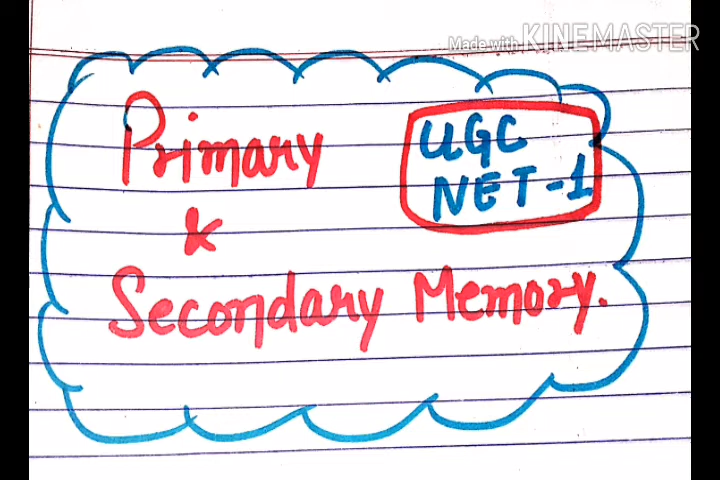 Made with KINEMASTER
Primary
UGC
NET-1
&
Secondary Memory.